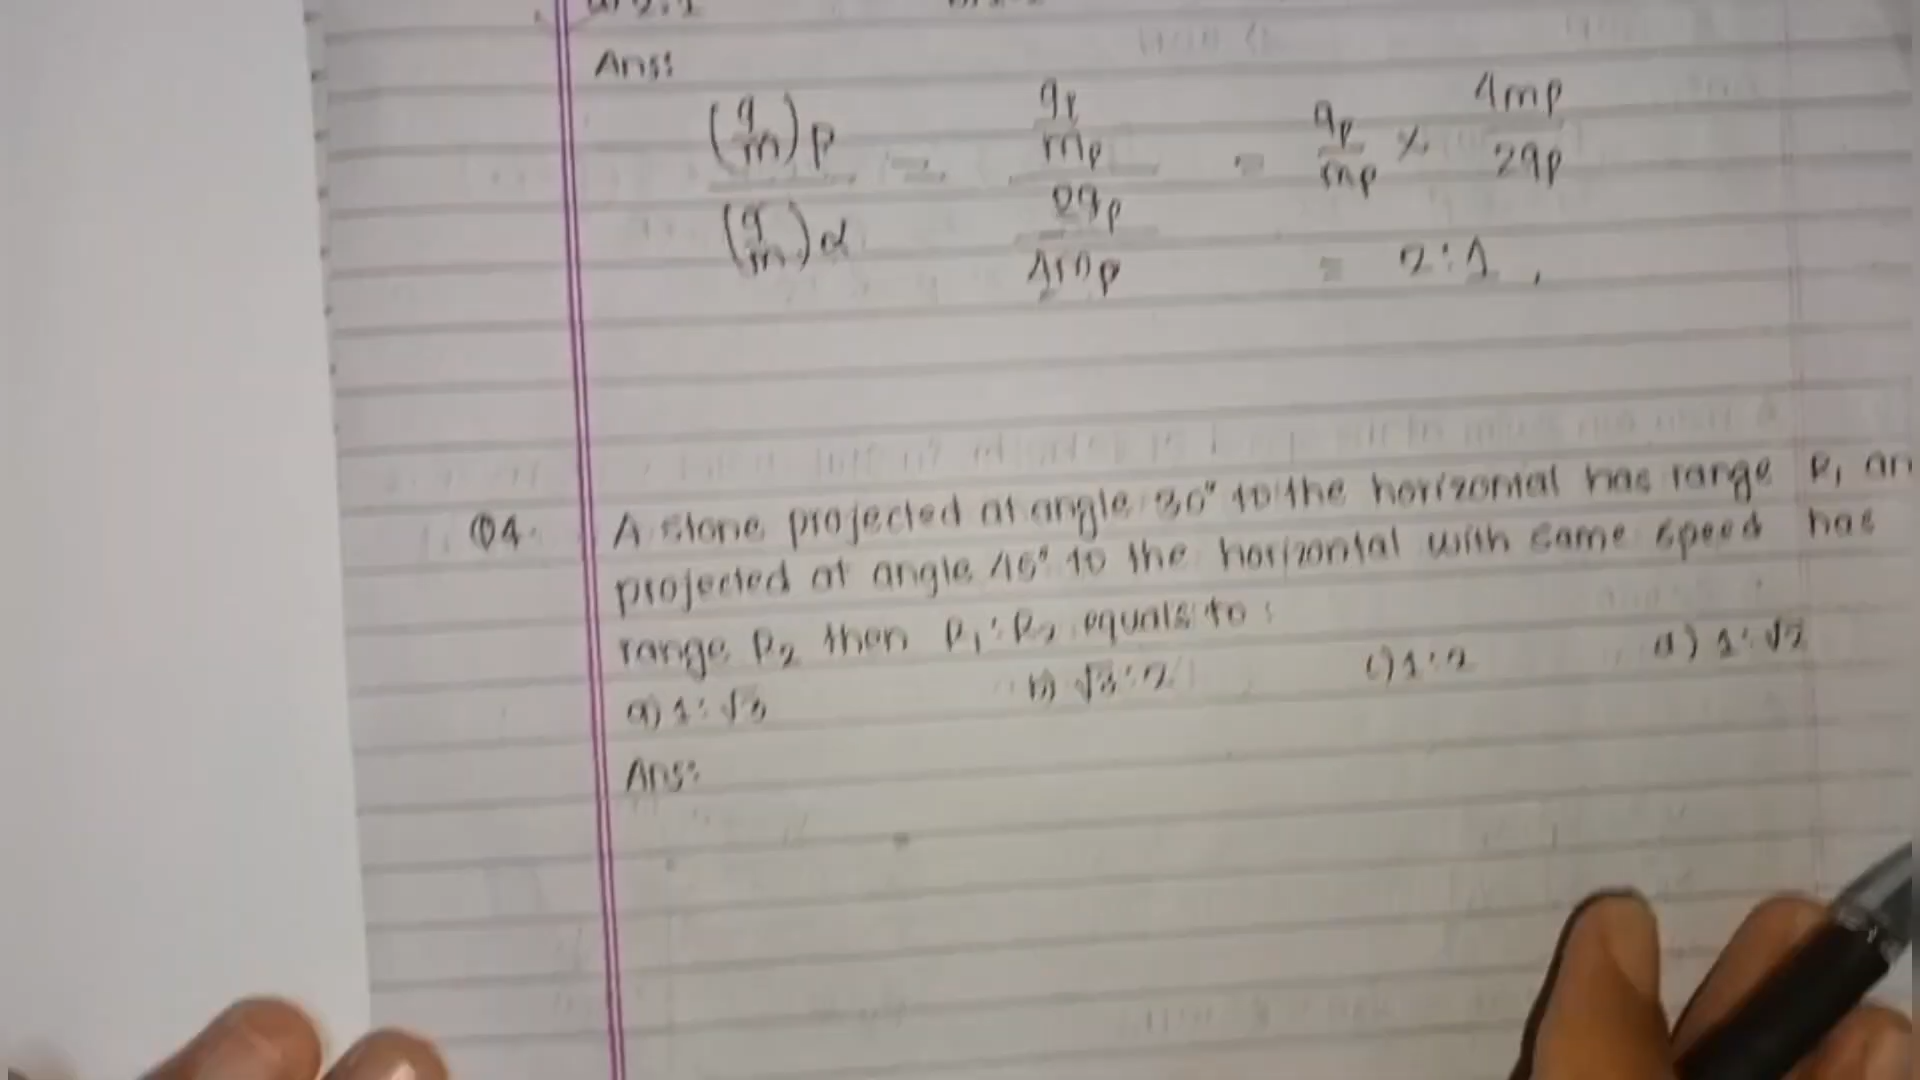 Ans:
(q/m)p / (q/m)α = (qp/mp) / (2qp/4mp) = qp/mp × 4mp/2qp
= 2:1,
Q4. A stone projected at angle 30° to the horizontal has range R₁ an
projected at angle 45° to the horizontal with same speed has
range R₂ then R₁:R₂ equals to:
a) 1:√3 b) √3:2 c) 1:2 d) 1:√2
Ans: